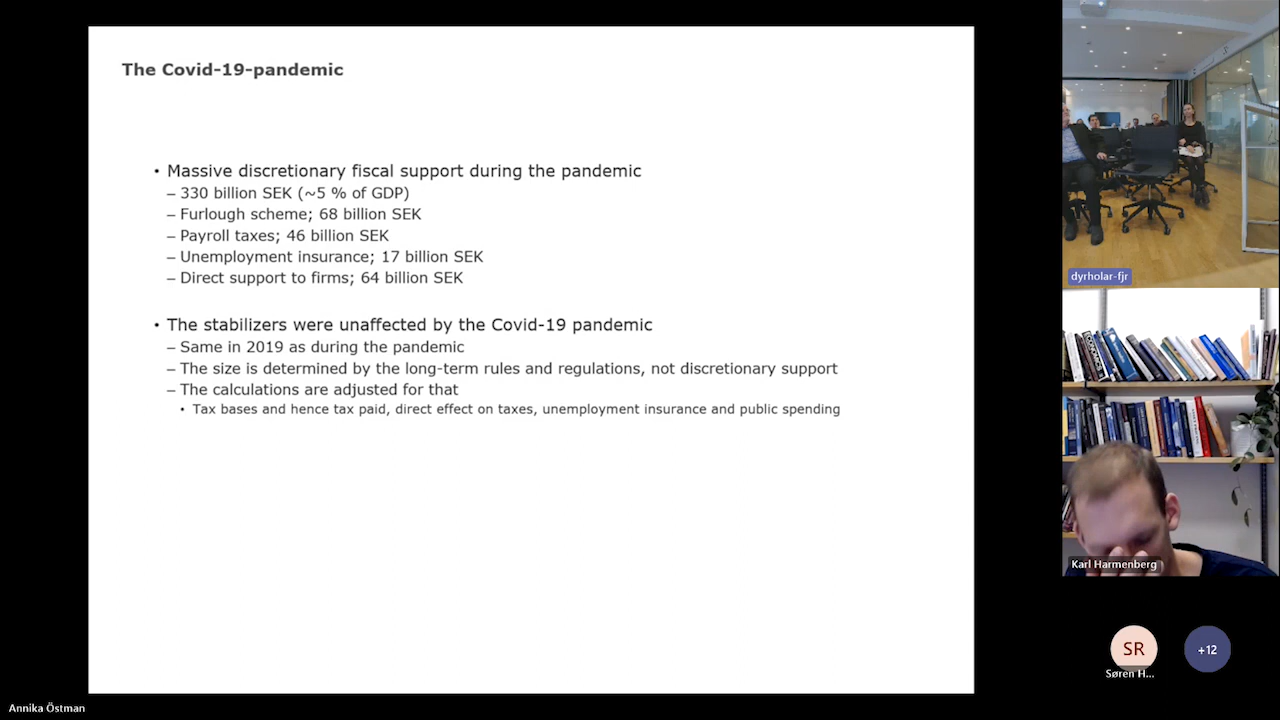 The Covid-19-pandemic
• Massive discretionary fiscal support during the pandemic
– 330 billion SEK (~5 % of GDP)
– Furlough scheme; 68 billion SEK
– Payroll taxes; 46 billion SEK
– Unemployment insurance; 17 billion SEK
– Direct support to firms; 64 billion SEK
• The stabilizers were unaffected by the Covid-19 pandemic
– Same in 2019 as during the pandemic
– The size is determined by the long-term rules and regulations, not discretionary support
– The calculations are adjusted for that
• Tax bases and hence tax paid, direct effect on taxes, unemployment insurance and public spending
dyrholar-fjr
Karl Harmenberg
SR
+12
Søren H...
Annika Östman